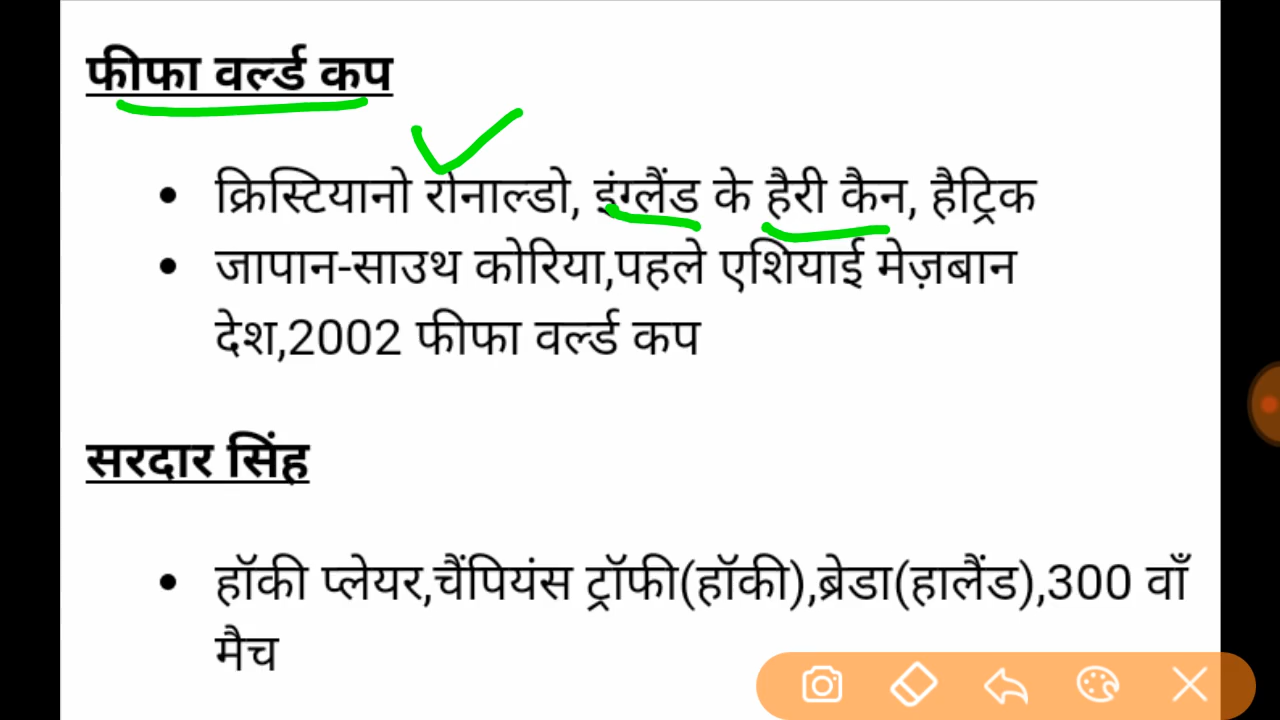 फीफा वर्ल्ड कप
क्रिस्टियानो रोनाल्डो, इंग्लैंड के हैरी कैन, हैट्रिक
जापान-साउथ कोरिया,पहले एशियाई मेज़बान
देश,2002 फीफा वर्ल्ड कप
सरदार सिंह
हॉकी प्लेयर,चैंपियंस ट्रॉफी(हॉकी),ब्रेडा(हालैंड),300 वाँ
मैच